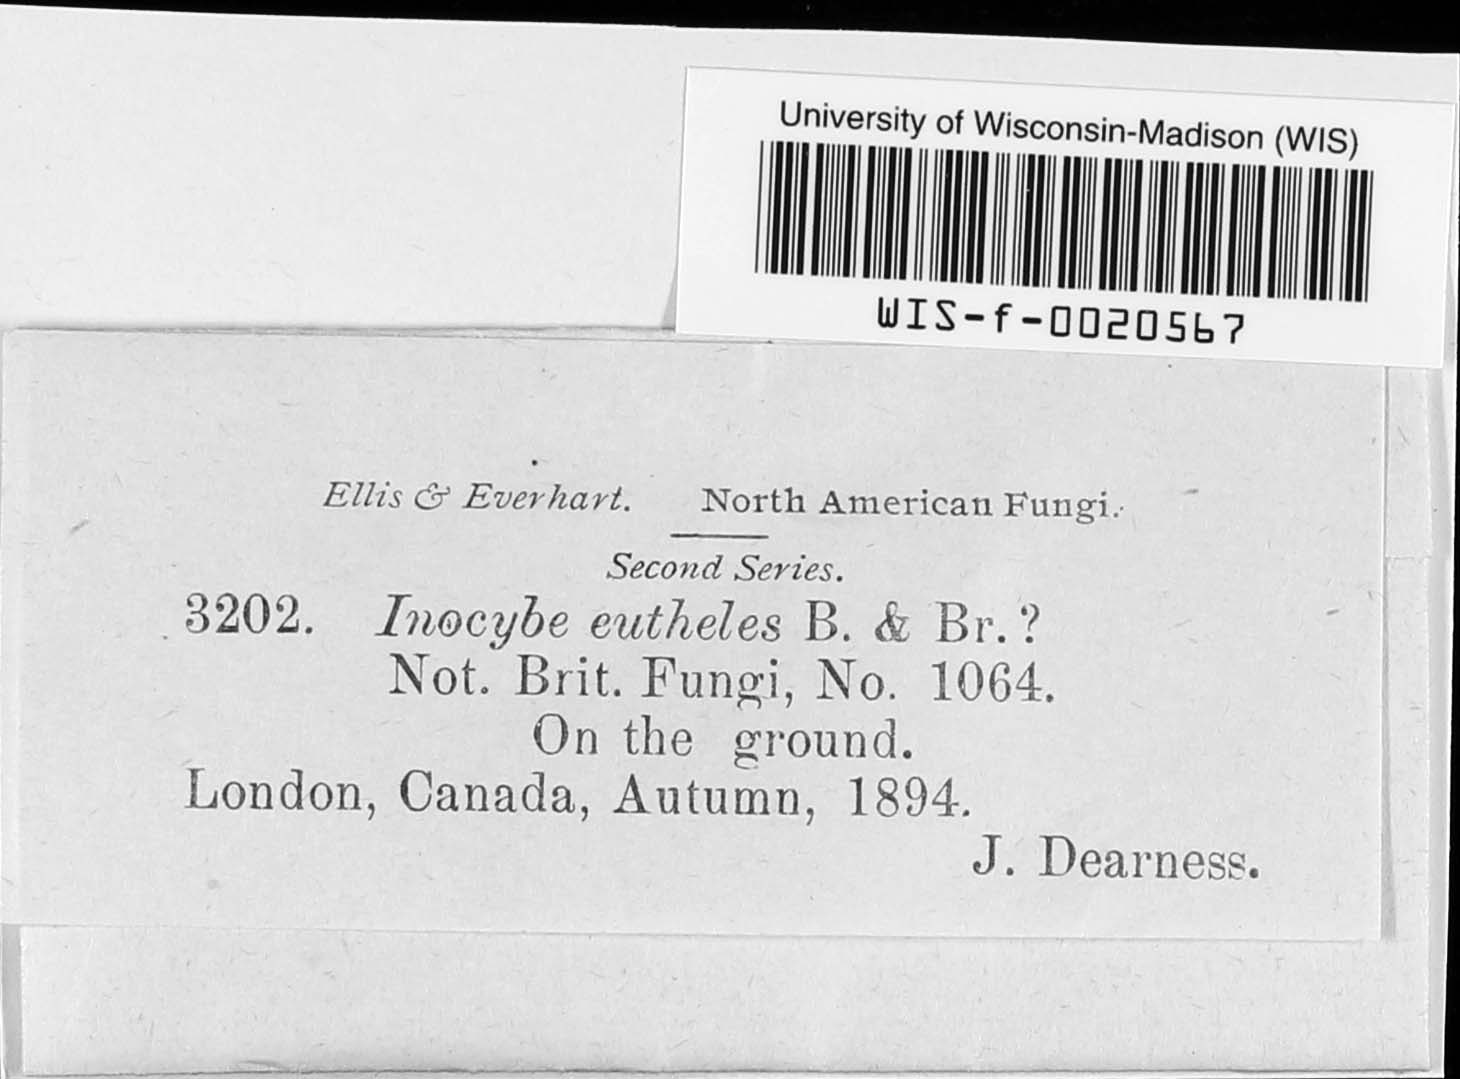 University of Wisconsin-Madison (WIS)
WIS-f-0020567
Ellis & Everhart. North American Fungi.
Second Series.
3202. Inocybe eutheles B. & Br.?
Not. Brit. Fungi, No. 1064.
On the ground.
London, Canada, Autumn, 1894.
J. Dearness.